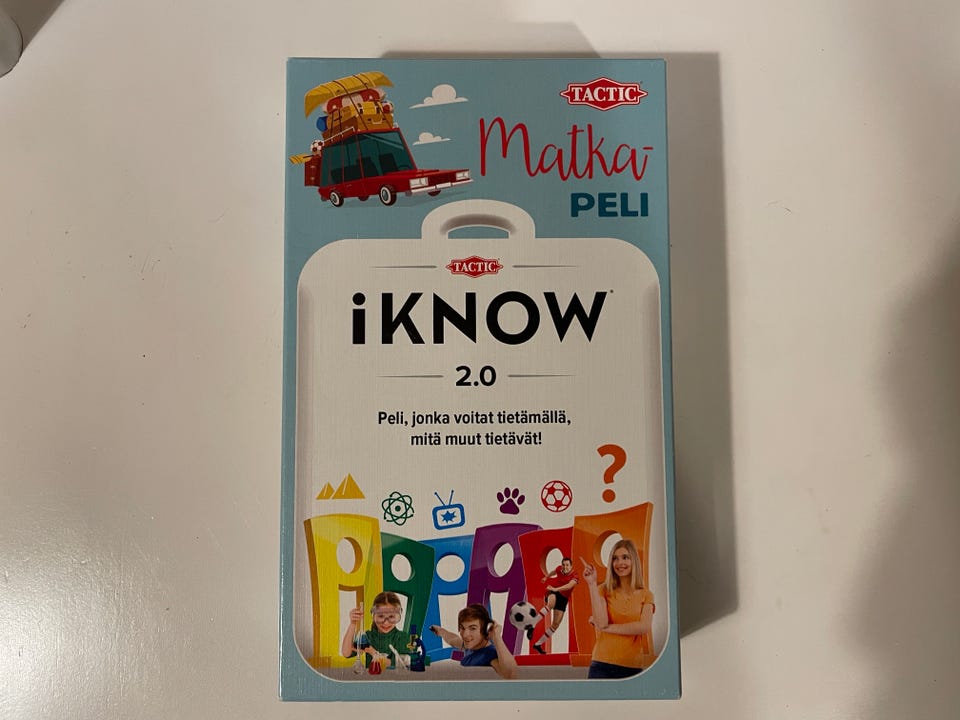 TACTIC
Matka-
PELI
TACTIC
iKNOW
2.0
Peli, jonka voitat tietämällä,
mitä muut tietävät!
?